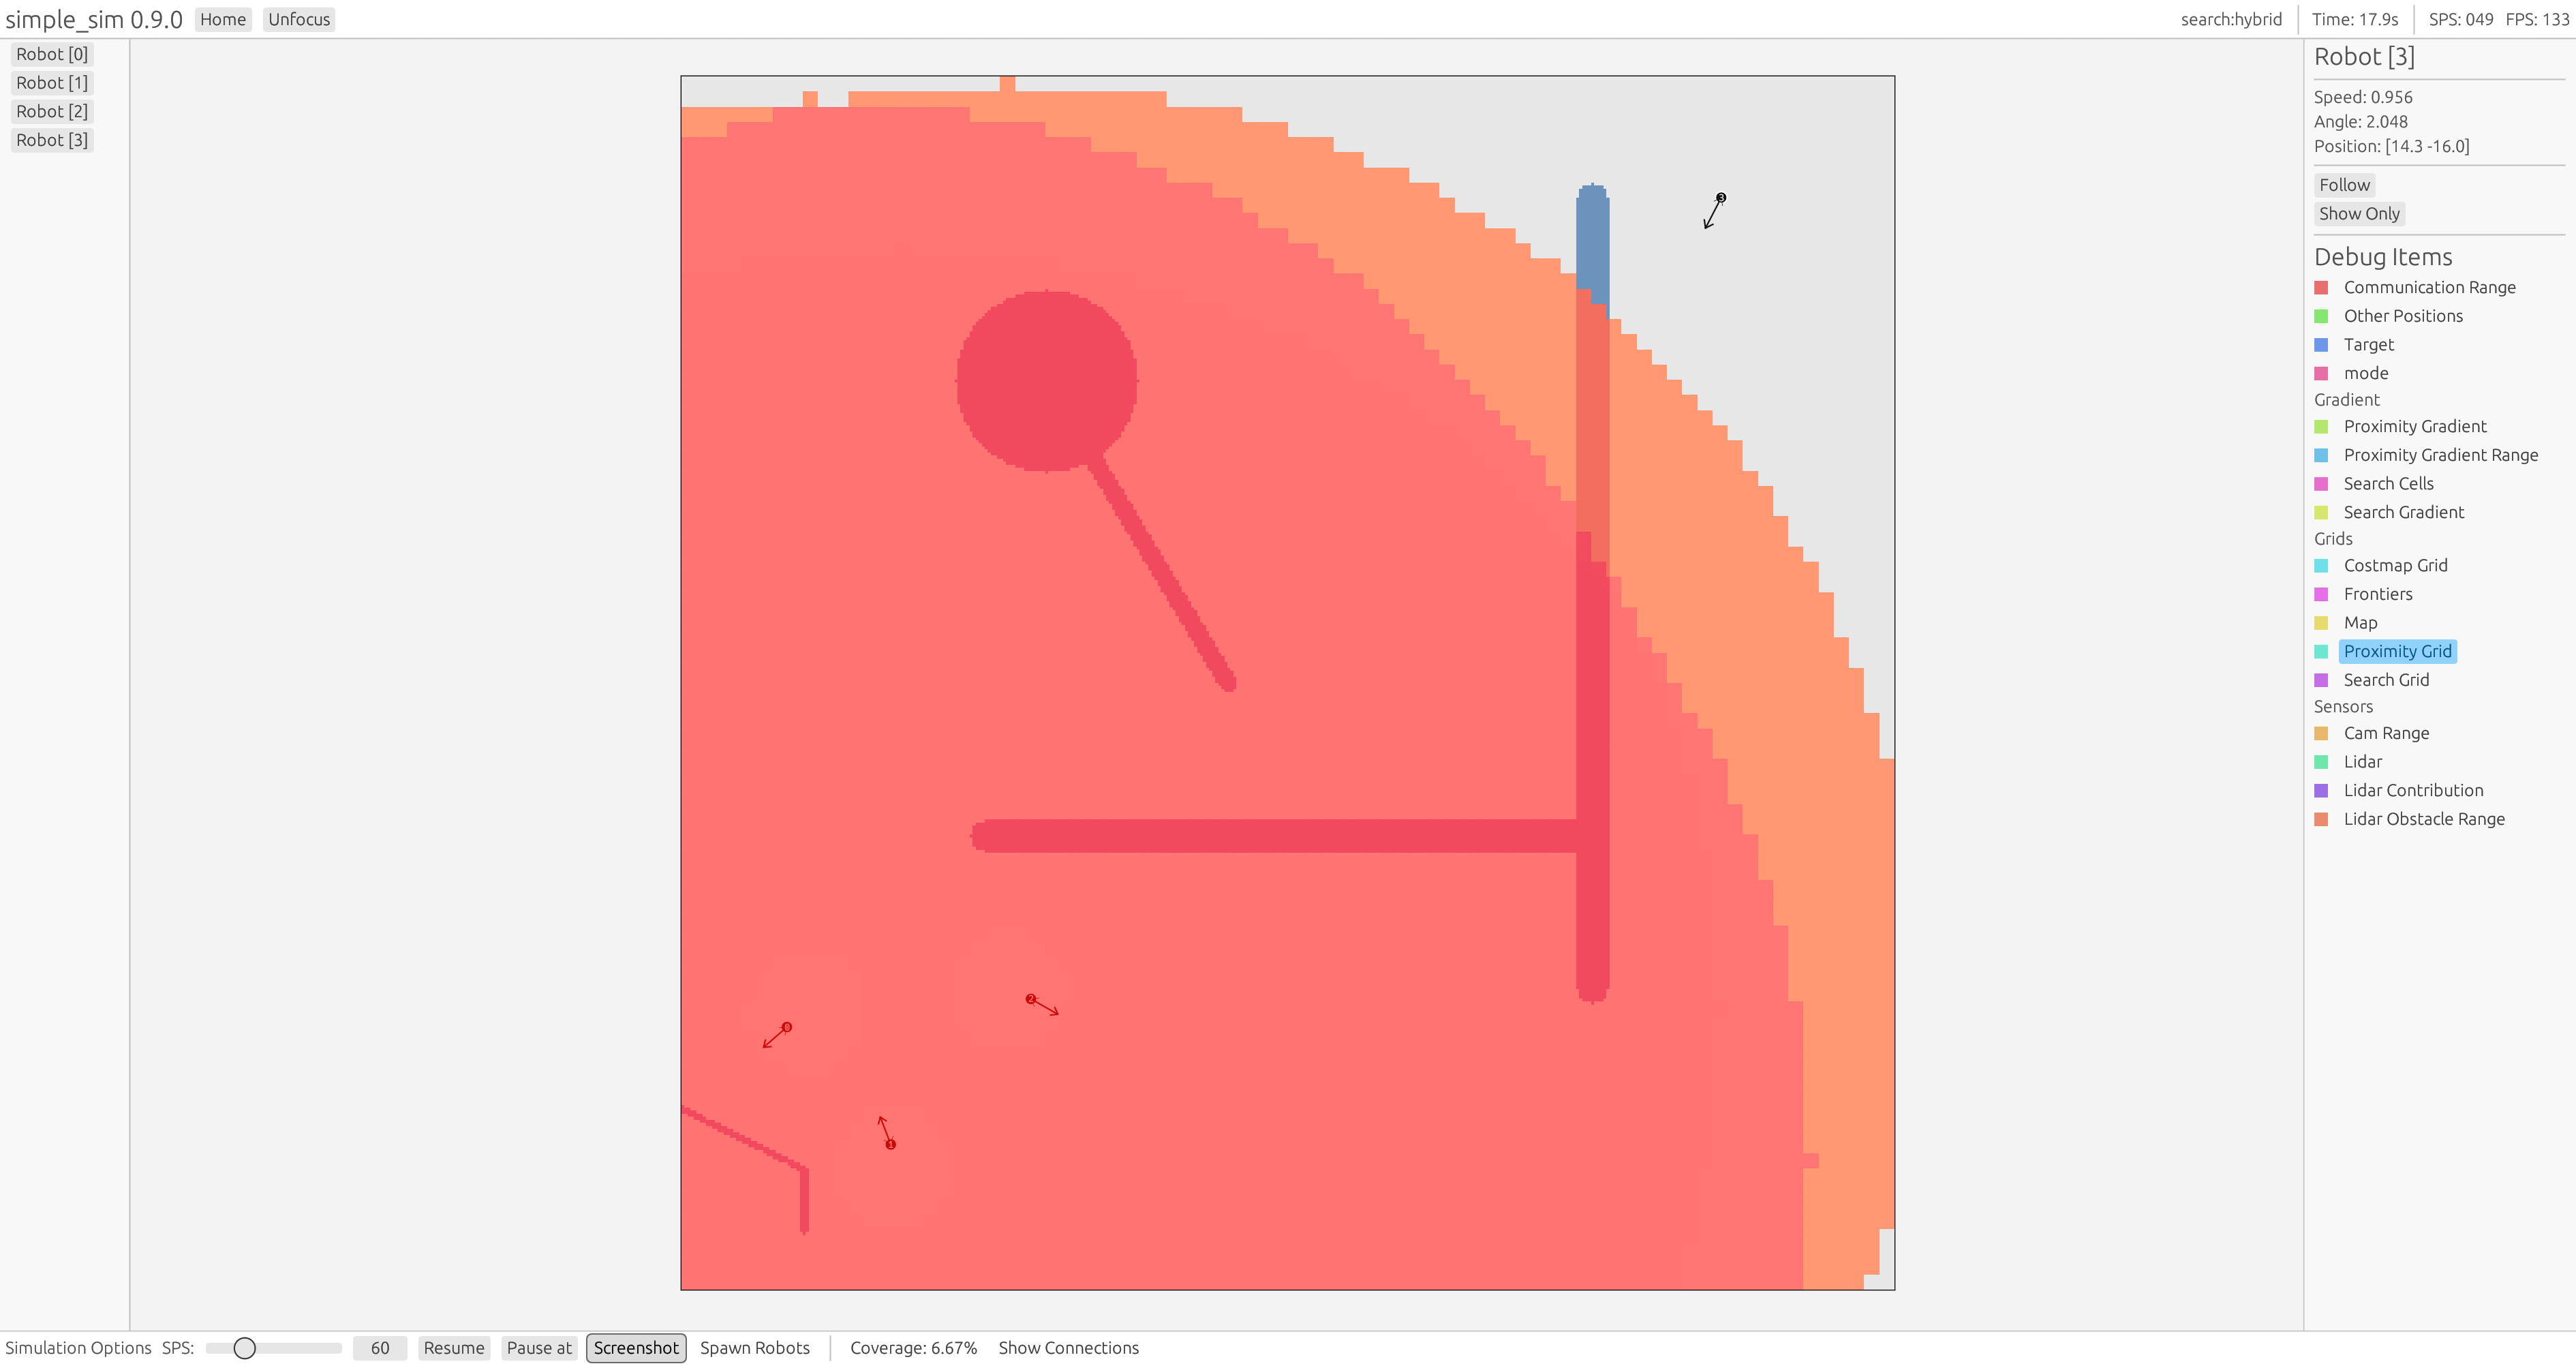 simple_sim 0.9.0 Home Unfocus search:hybrid Time: 17.9s SPS: 049 FPS: 133
Robot [0]
Robot [1]
Robot [2]
Robot [3]
3
2
0
1
Robot [3]
Speed: 0.956
Angle: 2.048
Position: [14.3 -16.0]
Follow
Show Only
Debug Items
Communication Range
Other Positions
Target
mode
Gradient
Proximity Gradient
Proximity Gradient Range
Search Cells
Search Gradient
Grids
Costmap Grid
Frontiers
Map
Proximity Grid
Search Grid
Sensors
Cam Range
Lidar
Lidar Contribution
Lidar Obstacle Range
Simulation Options SPS: 60 Resume Pause at Screenshot Spawn Robots Coverage: 6.67% Show Connections